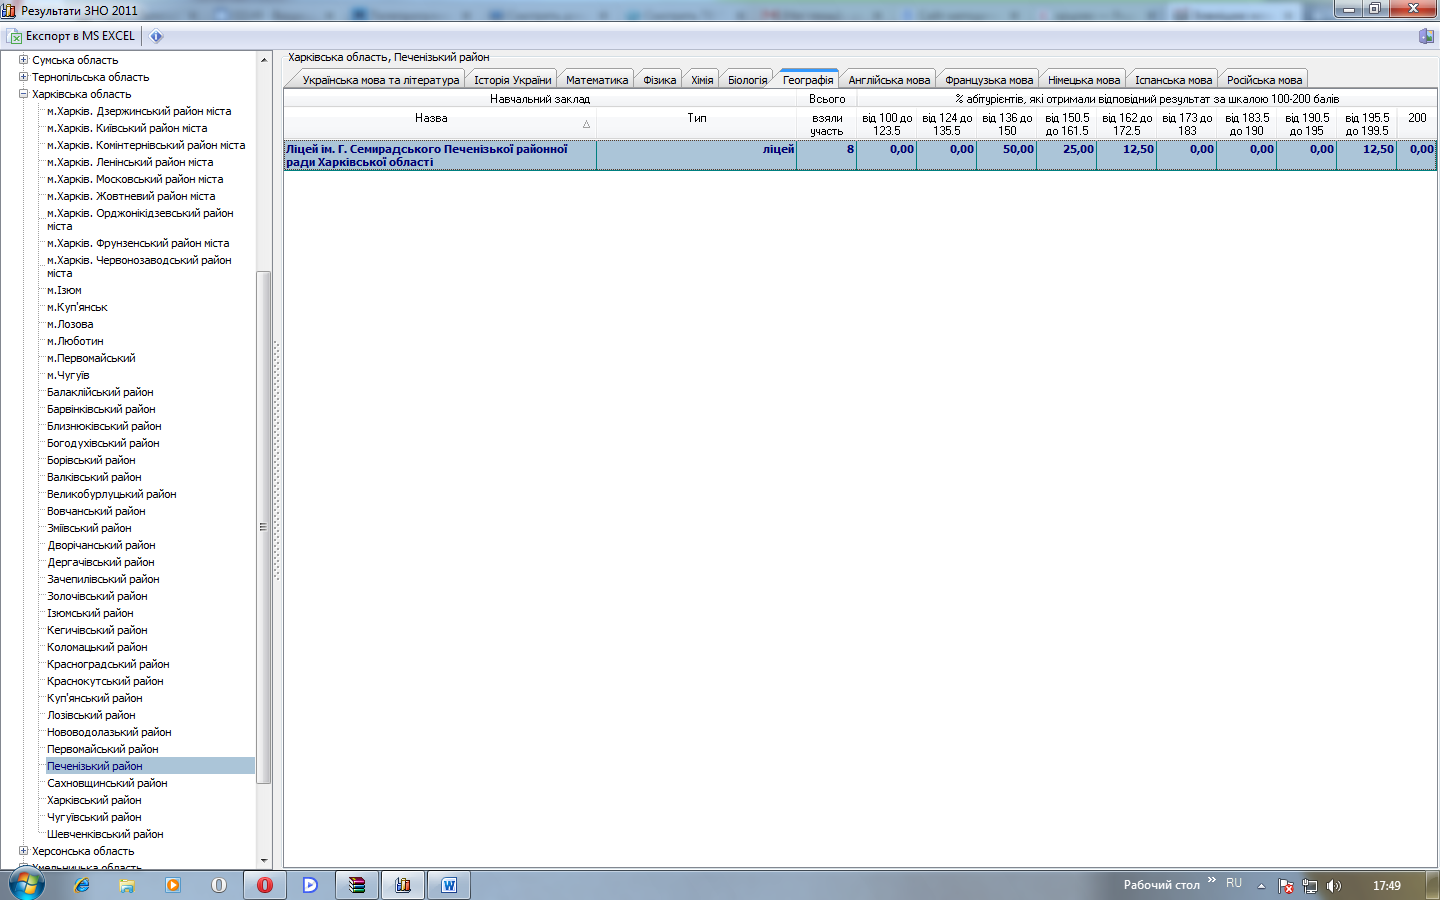 Результати ЗНО 2011
Експорт в MS EXCEL
Сумська область
Тернопільська область
Харківська область
м.Харків. Дзержинський район міста
м.Харків. Київський район міста
м.Харків. Комінтернівський район міста
м.Харків. Ленінський район міста
м.Харків. Московський район міста
м.Харків. Жовтневий район міста
м.Харків. Орджонікідзевський район
міста
м.Харків. Фрунзенський район міста
м.Харків. Червонозаводський район
міста
м.Ізюм
м.Куп'янськ
м.Лозова
м.Люботин
м.Первомайський
м.Чугуїв
Балаклійський район
Барвінківський район
Близнюківський район
Богодухівський район
Борівський район
Валківський район
Великобурлуцький район
Вовчанський район
Зміївський район
Дворічанський район
Дергачівський район
Зачепилівський район
Золочівський район
Ізюмський район
Кегичівський район
Коломацький район
Красноградський район
Краснокутський район
Куп'янський район
Лозівський район
Нововодолазький район
Первомайський район
Печенізький район
Сахновщинський район
Харківський район
Чугуївський район
Шевченківський район
Херсонська область
Хмельницька область
Харківська область, Печенізький район
Українська мова та література Історія України Математика Фізика Хімія Біологія Географія Англійська мова Французька мова Німецька мова Іспанська мова Російська мова
Навчальний заклад Всього % абітурієнтів, які отримали відповідний результат за шкалою 100-200 балів
Назва Тип взяли від 100 до від 124 до від 136 до від 150.5 від 162 до від 173 до від 183.5 від 190.5 від 195.5 200
участь 123.5 135.5 150 до 161.5 172.5 183 до 190 до 195 до 199.5
Ліцей ім. Г. Семирадського Печенізької районної ліцей 8 0,00 0,00 50,00 25,00 12,50 0,00 0,00 0,00 12,50 0,00
ради Харківської області
Рабочий стол » RU 17:49